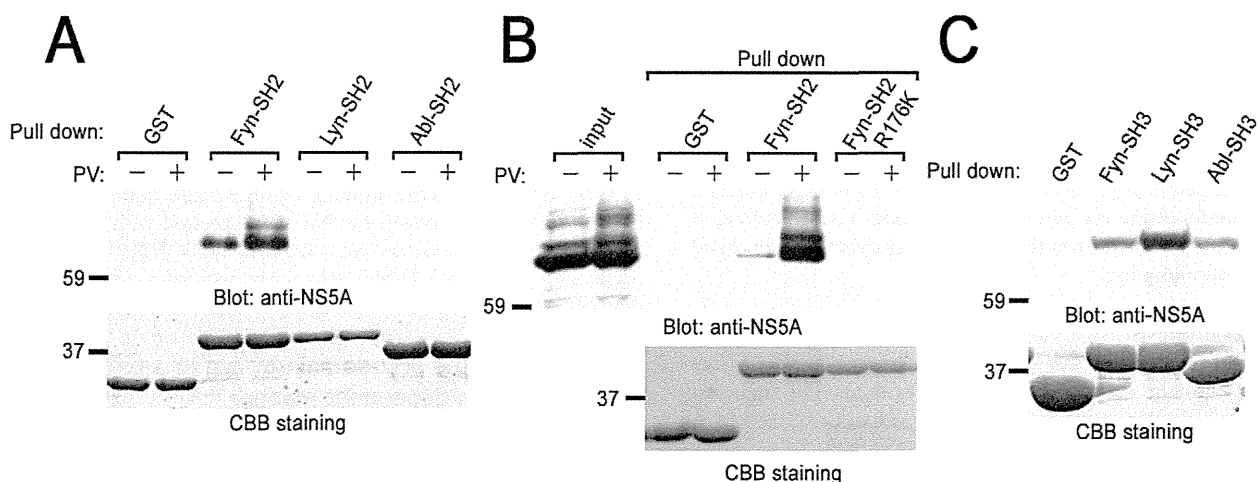 A
Pull down: GST Fyn-SH2 Lyn-SH2 Abl-SH2
PV: − + − + − + − +
59
Blot: anti-NS5A
37
CBB staining
B
Pull down
input GST Fyn-SH2 Fyn-SH2 R176K
PV: − + − + − + − +
59
Blot: anti-NS5A
37
CBB staining
C
Pull down: GST Fyn-SH3 Lyn-SH3 Abl-SH3
59
Blot: anti-NS5A
37
CBB staining